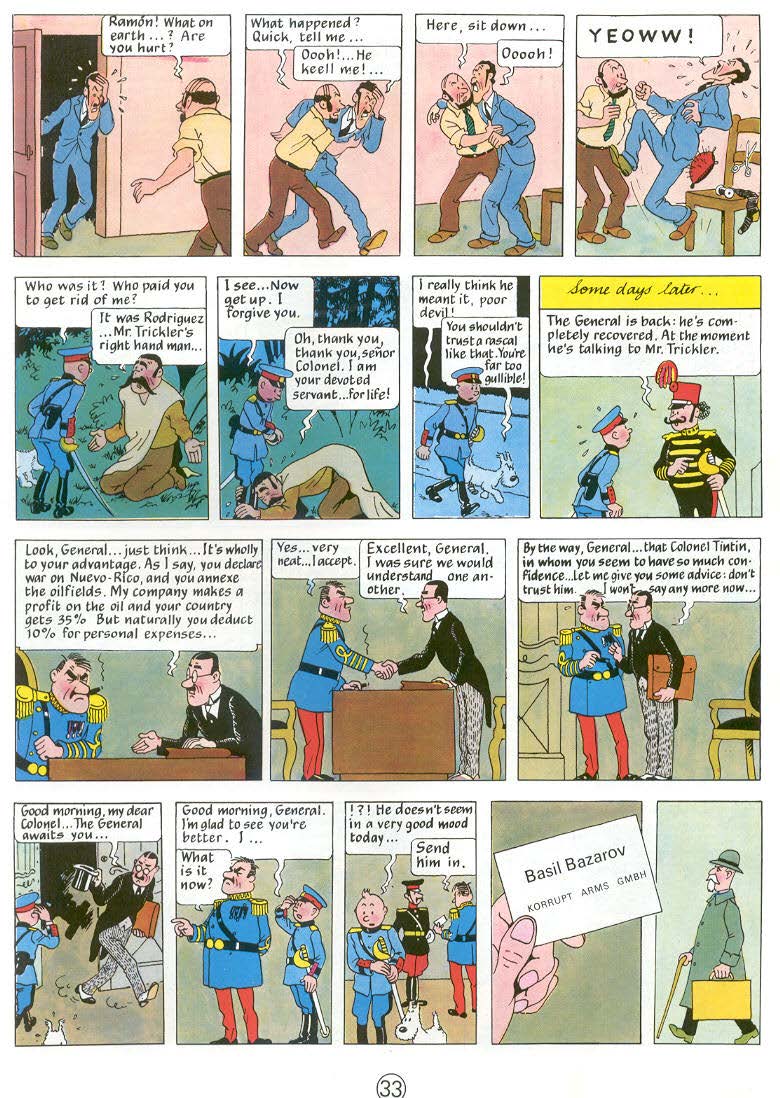 Ramón! What on
earth...? Are
you hurt?
What happened?
Quick, tell me...
Oooh!...He
keell me!...
Here, sit down...
Ooooh!
YEOWW!
Who was it? Who paid you
to get rid of me?
It was Rodriguez
...Mr. Trickler's
right hand man...
I see...Now
get up. I
forgive you.
Oh, thank you,
thank you, señor
Colonel. I am
your devoted
servant...for life!
I really think he
meant it, poor
devil!
You shouldn't
trust a rascal
like that. You're
far too
gullible!
Some days later...
The General is back: he's com-
pletely recovered. At the moment
he's talking to Mr. Trickler.
Look, General...just think...It's wholly
to your advantage. As I say, you declare
war on Nuevo-Rico, and you annexe
the oilfields. My company makes a
profit on the oil and your country
gets 35% But naturally you deduct
10% for personal expenses...
Yes...very
neat...I accept.
Excellent, General.
I was sure we would
understand one an-
other.
By the way, General...that Colonel Tintin,
in whom you seem to have so much con-
fidence...Let me give you some advice: don't
trust him. I won't say any more now...
Good morning, my dear
Colonel...The General
awaits you...
Good morning, General.
I'm glad to see you're
better. I ...
What
is it
now?
!?! He doesn't seem
in a very good mood
today...
Send
him in.
Basil Bazarov
KORRUPT ARMS GMBH
33